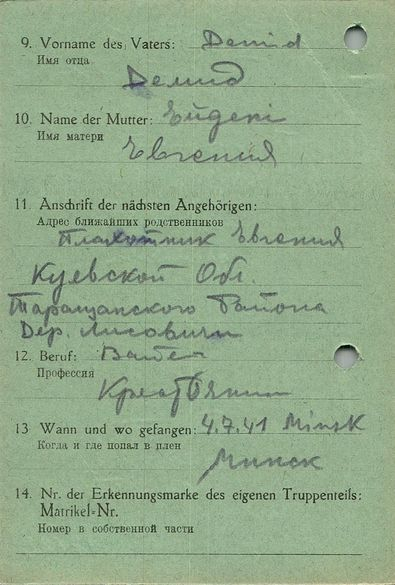 9. Vorname des Vaters: Demid
Имя отца
Демид
10. Name der Mutter: Eugeni
Имя матери
Евгения
11. Anschrift der nächsten Angehörigen:
Адрес ближайших родственников
Плахотник Евгения
Куевской Обл.
Таращанского Района
Дер. Лисовичи
12. Beruf:
Профессия
13 Wann und wo gefangen: 4.7.41 Minsk
Когда и где попал в плен
Минск
14. Nr. der Erkennungsmarke des eigenen Truppenteils:
Matrikel-Nr.
Номер в собственной части